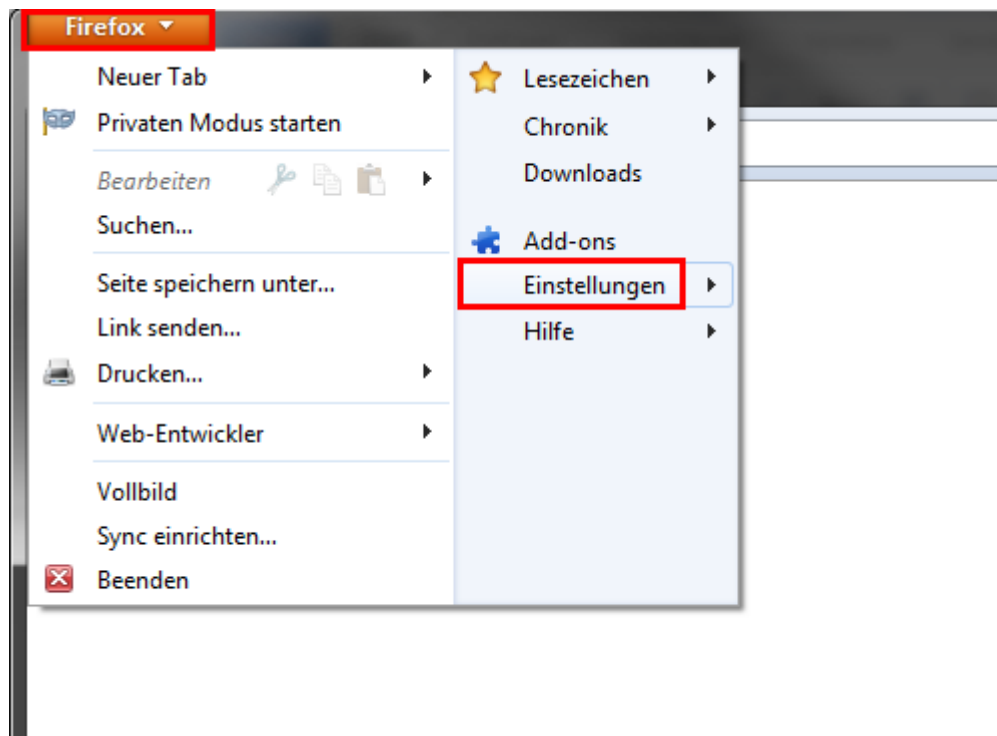 Firefox
Neuer Tab
Privaten Modus starten
Bearbeiten
Suchen...
Seite speichern unter...
Link senden...
Drucken...
Web-Entwickler
Vollbild
Sync einrichten...
Beenden
Lesezeichen
Chronik
Downloads
Add-ons
Einstellungen
Hilfe